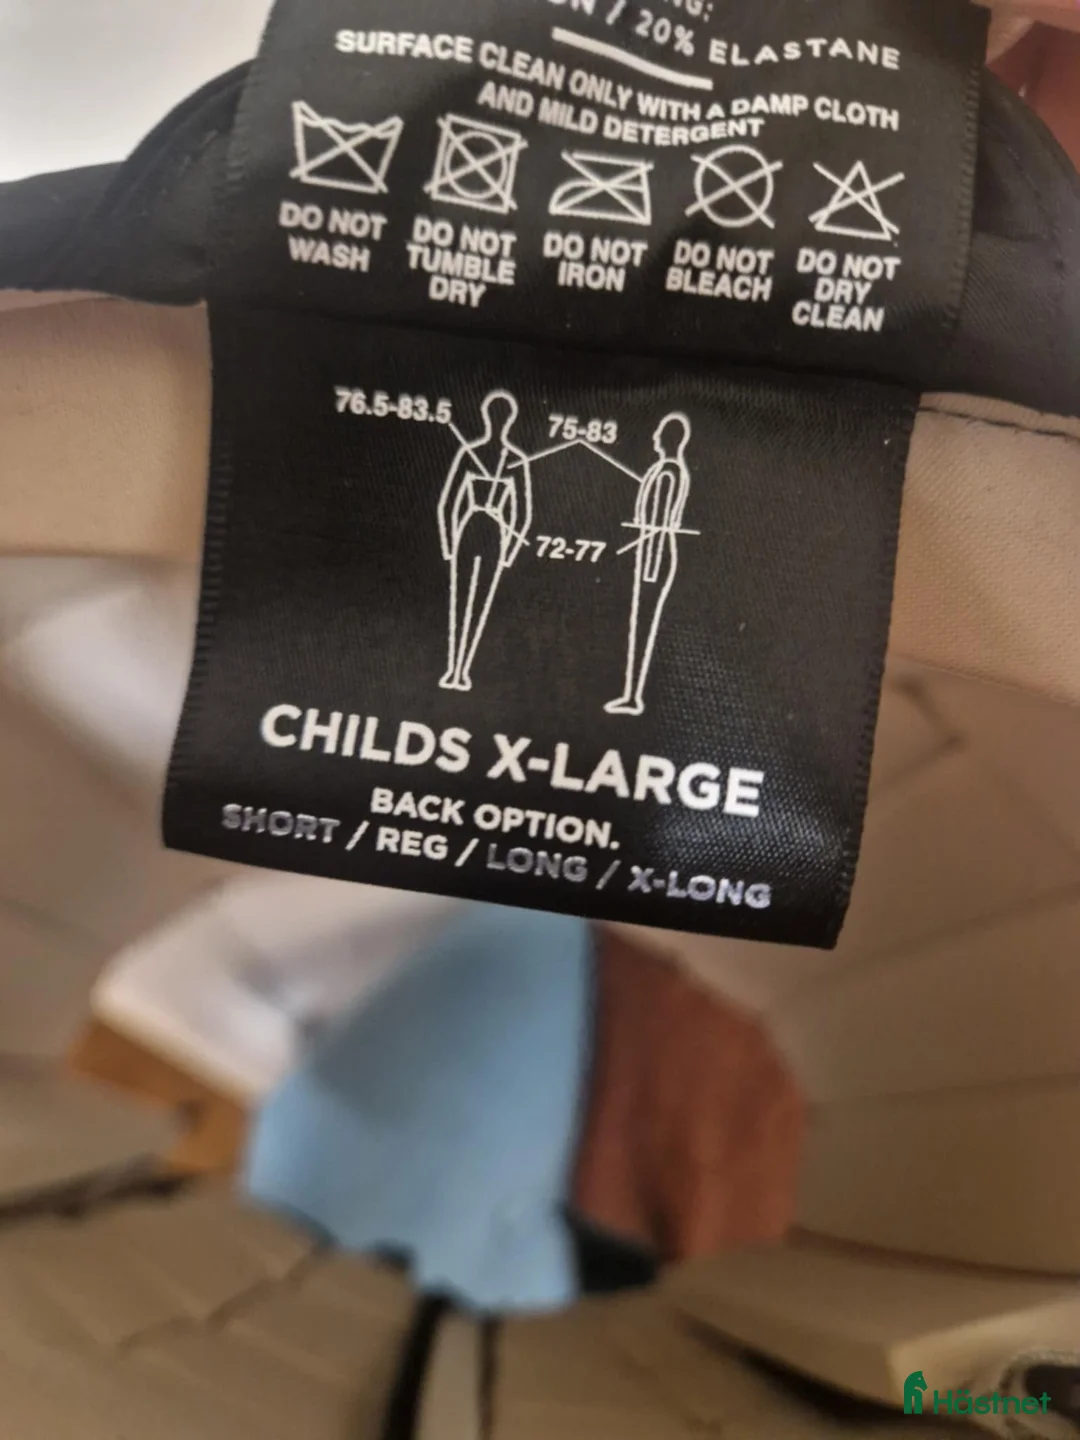 / 20% ELASTANE
SURFACE CLEAN ONLY WITH A DAMP CLOTH
AND MILD DETERGENT
DO NOT WASH
DO NOT TUMBLE DRY
DO NOT IRON
DO NOT BLEACH
DO NOT DRY CLEAN
76.5-83.5
75-83
72-77
CHILDS X-LARGE
BACK OPTION.
SHORT / REG / LONG / X-LONG
Hästnet